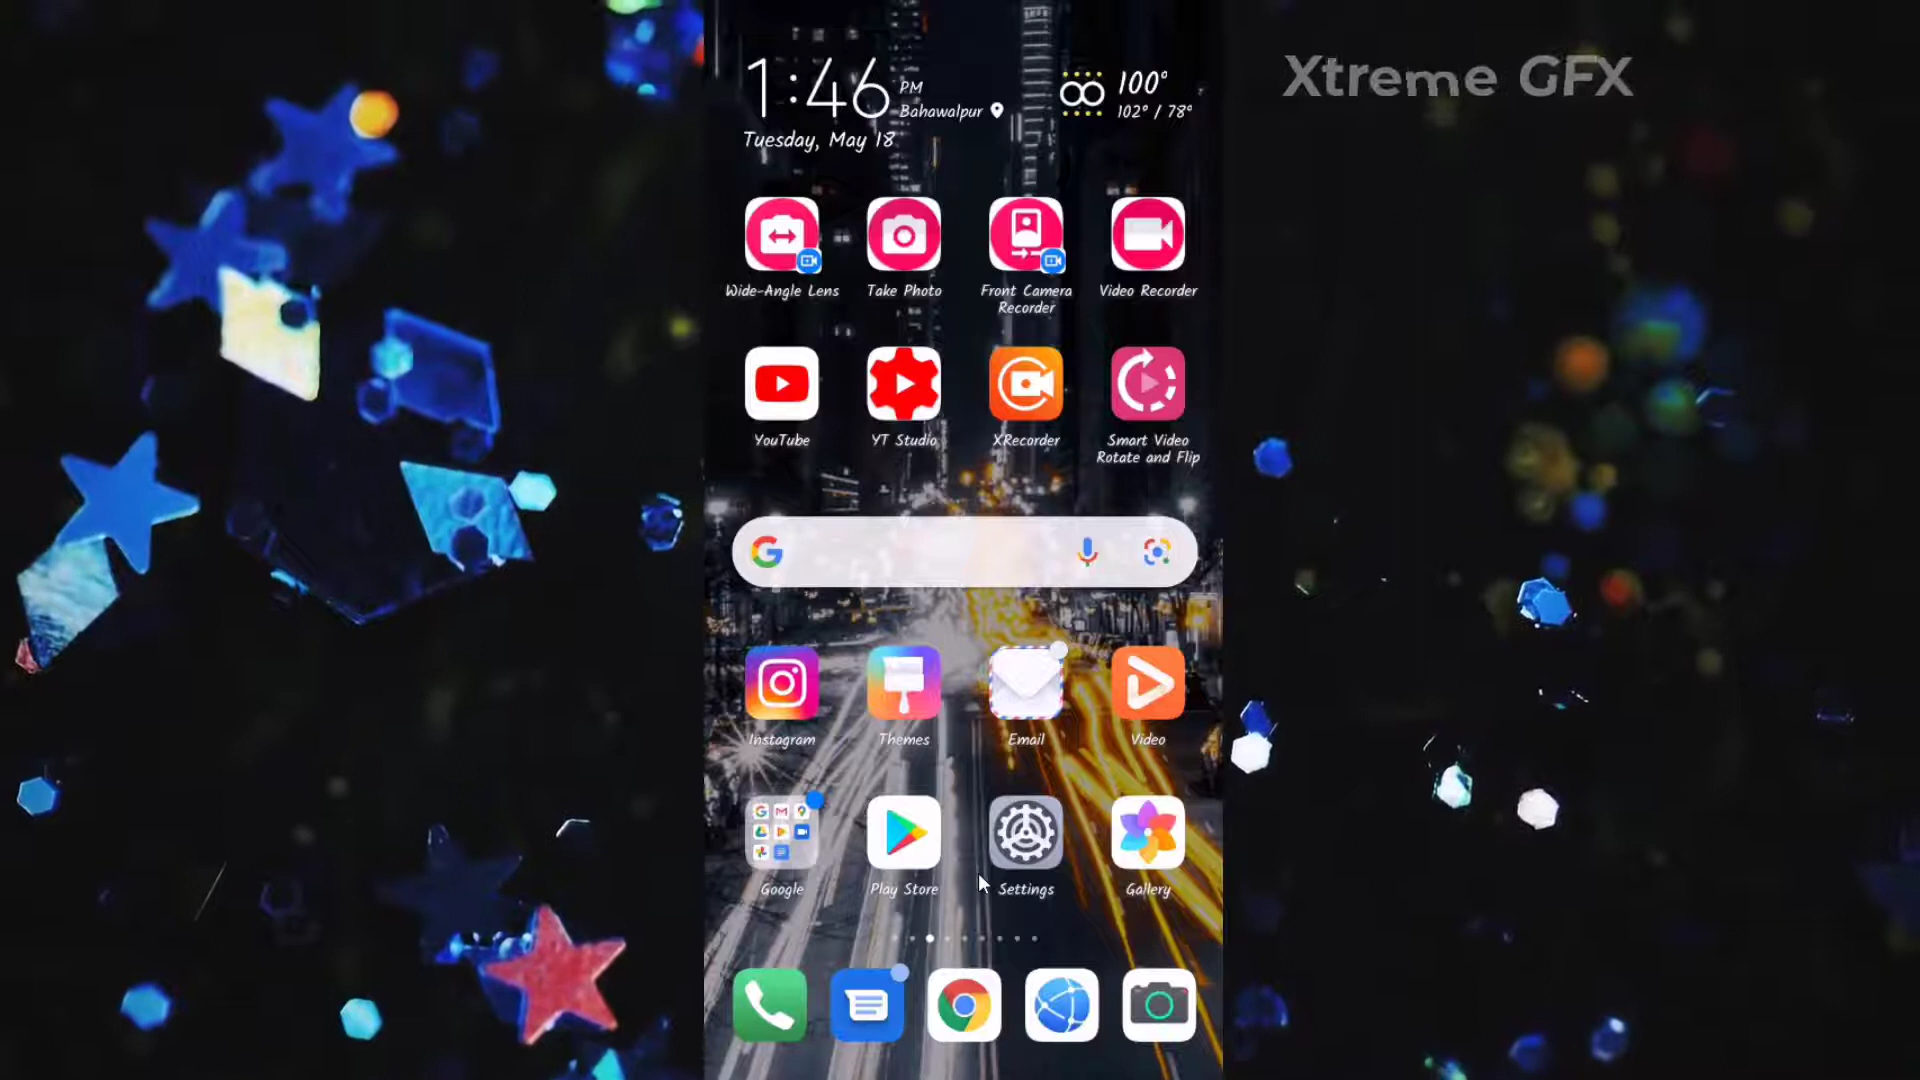 Xtreme GFX
1:46 PM
Bahawalpur
100°
102° / 78°
Tuesday, May 18
Wide-Angle Lens
Take Photo
Front Camera
Recorder
Video Recorder
YouTube
YT Studio
XRecorder
Smart Video
Rotate and Flip
Instagram
Themes
Email
Video
Google
Play Store
Settings
Gallery